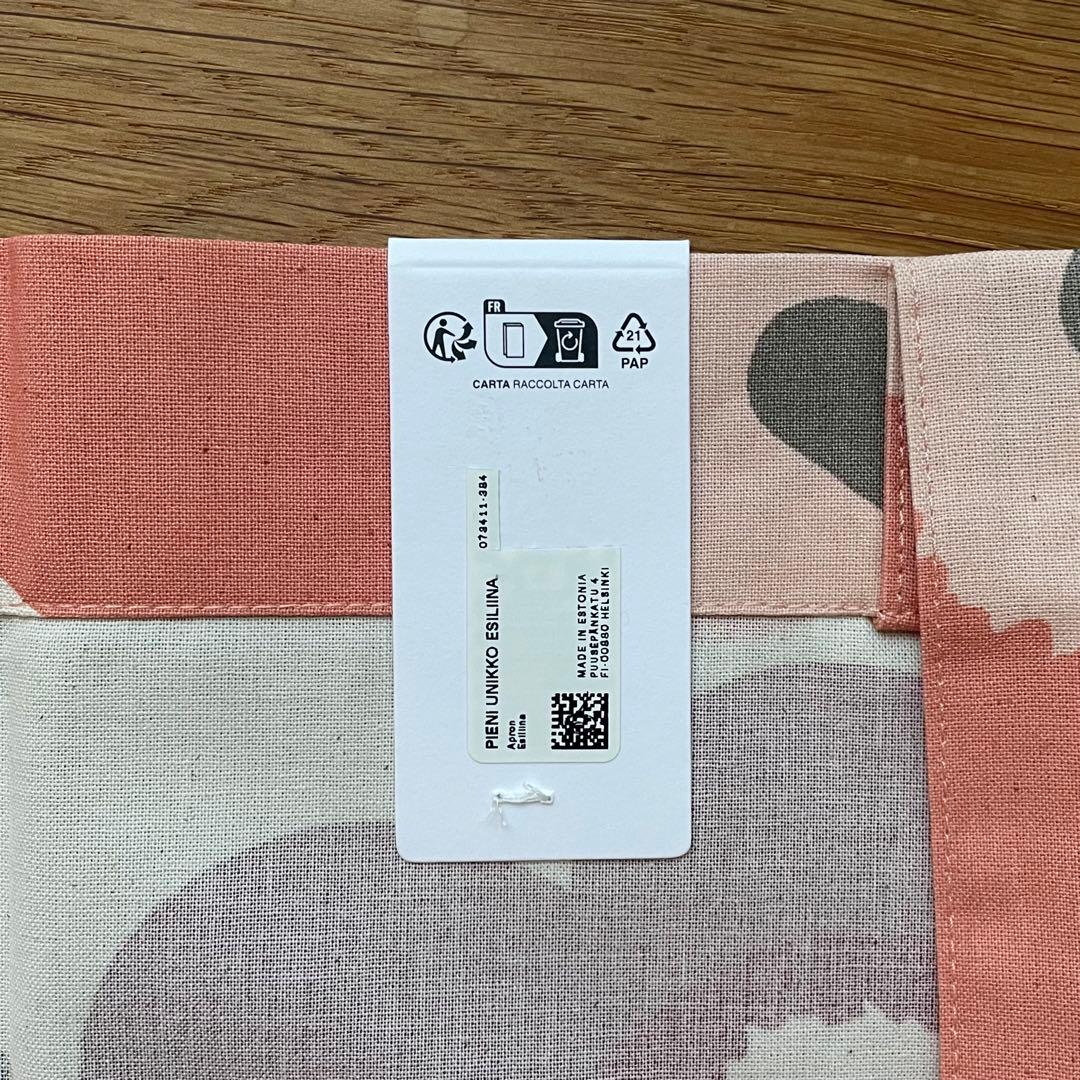 FR
21
PAP
CARTA RACCOLTA CARTA
073411-384
PIENI UNIKKO ESILIINA
Apron
Esiliina
MADE IN ESTONIA
PUUSEPÄNKATU 4
FI-00880 HELSINKI